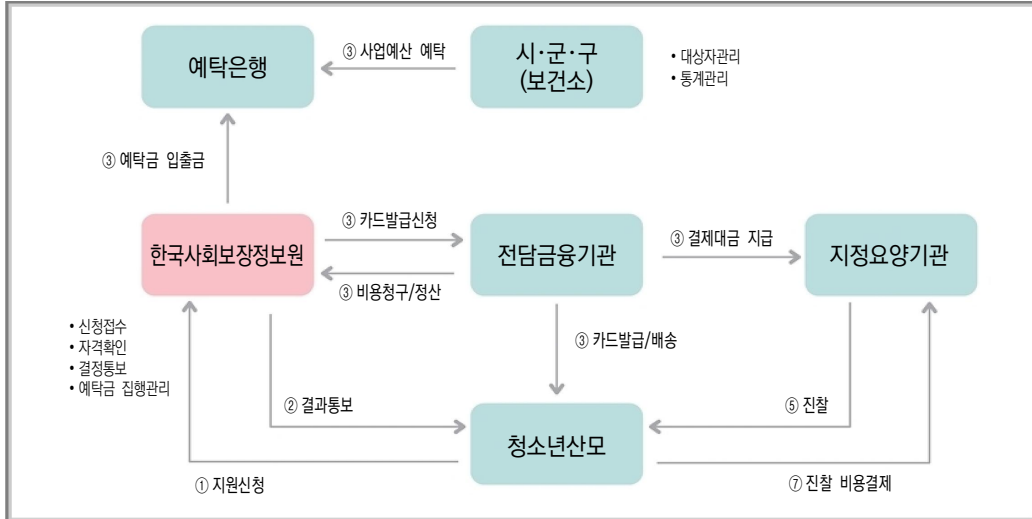 예탁은행
③ 사업예산 예탁
시·군·구
(보건소)
• 대상자관리
• 통계관리
③ 예탁금 입출금
한국사회보장정보원
③ 카드발급신청
전담금융기관
③ 결제대금 지급
지정요양기관
③ 비용청구/정산
• 신청접수
• 자격확인
• 결정통보
• 예탁금 집행관리
③ 카드발급/배송
② 결과통보
⑤ 진찰
청소년산모
① 지원신청
⑦ 진찰 비용결제